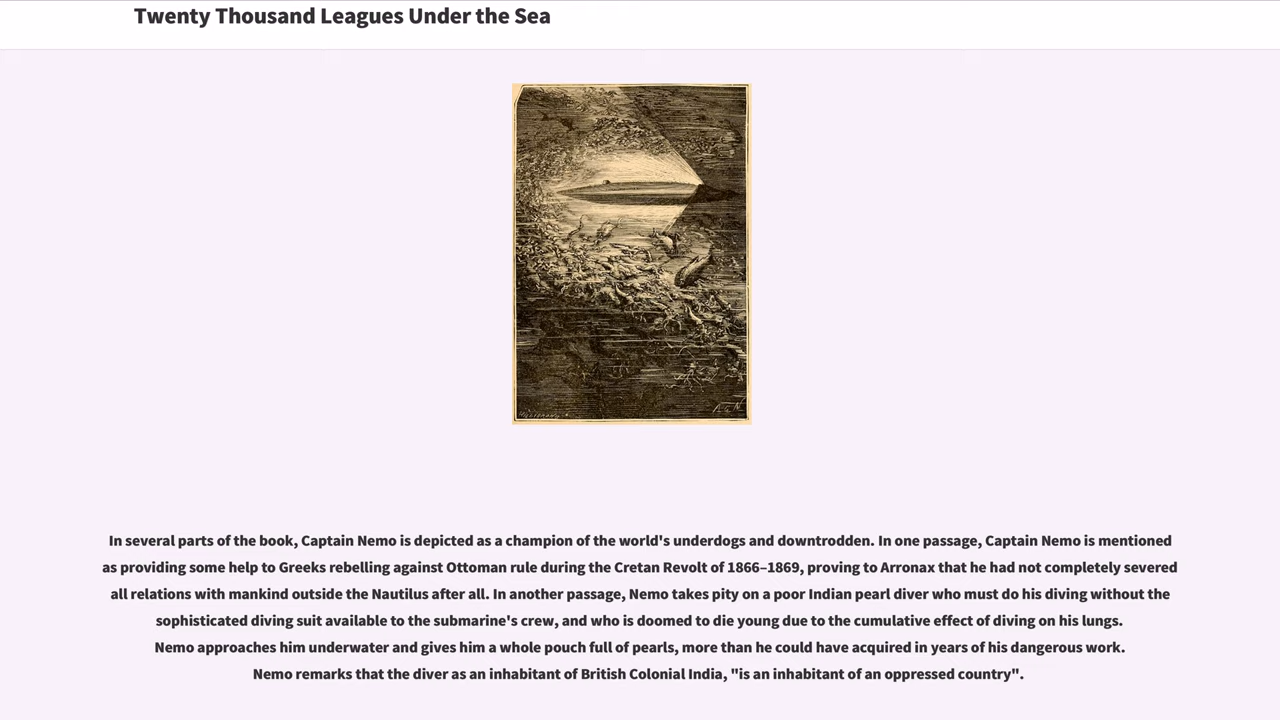 Twenty Thousand Leagues Under the Sea
In several parts of the book, Captain Nemo is depicted as a champion of the world's underdogs and downtrodden. In one passage, Captain Nemo is mentioned
as providing some help to Greeks rebelling against Ottoman rule during the Cretan Revolt of 1866–1869, proving to Arronax that he had not completely severed
all relations with mankind outside the Nautilus after all. In another passage, Nemo takes pity on a poor Indian pearl diver who must do his diving without the
sophisticated diving suit available to the submarine's crew, and who is doomed to die young due to the cumulative effect of diving on his lungs.
Nemo approaches him underwater and gives him a whole pouch full of pearls, more than he could have acquired in years of his dangerous work.
Nemo remarks that the diver as an inhabitant of British Colonial India, "is an inhabitant of an oppressed country".